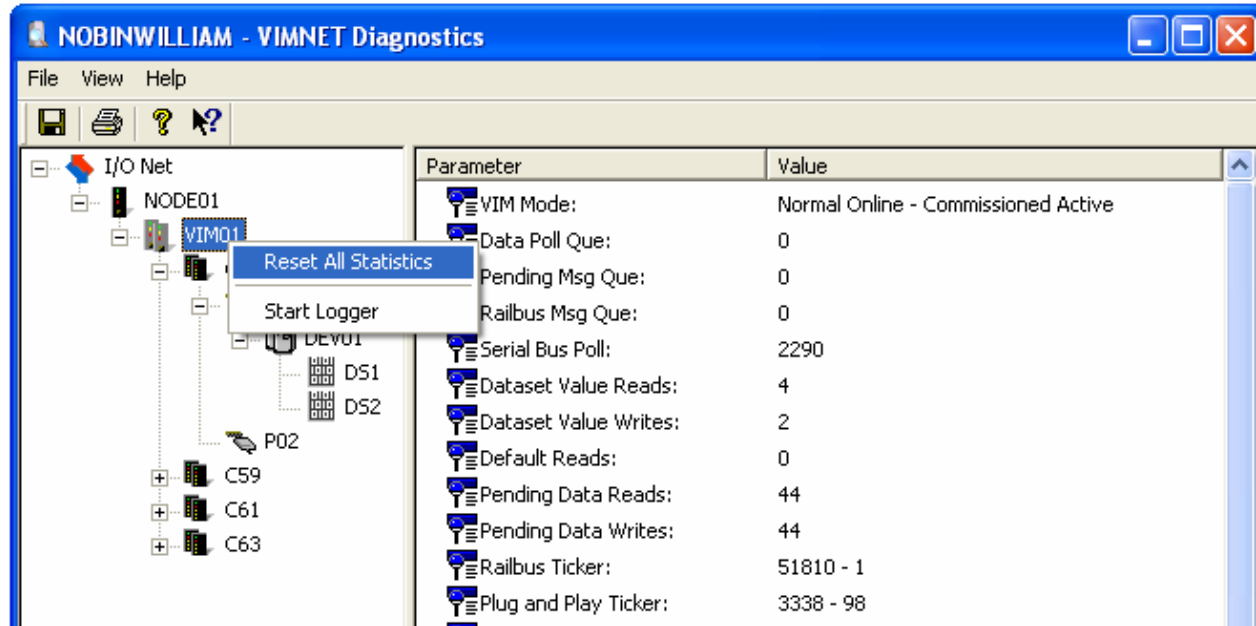 NOBINWILLIAM - VIMNET Diagnostics
File View Help
I/O Net
NODE01
VIM01
Reset All Statistics
Start Logger
DEV01
DS1
DS2
P02
C59
C61
C63
Parameter Value
VIM Mode: Normal Online - Commissioned Active
Data Poll Que: 0
Pending Msg Que: 0
Railbus Msg Que: 0
Serial Bus Poll: 2290
Dataset Value Reads: 4
Dataset Value Writes: 2
Default Reads: 0
Pending Data Reads: 44
Pending Data Writes: 44
Railbus Ticker: 51810 - 1
Plug and Play Ticker: 3338 - 98